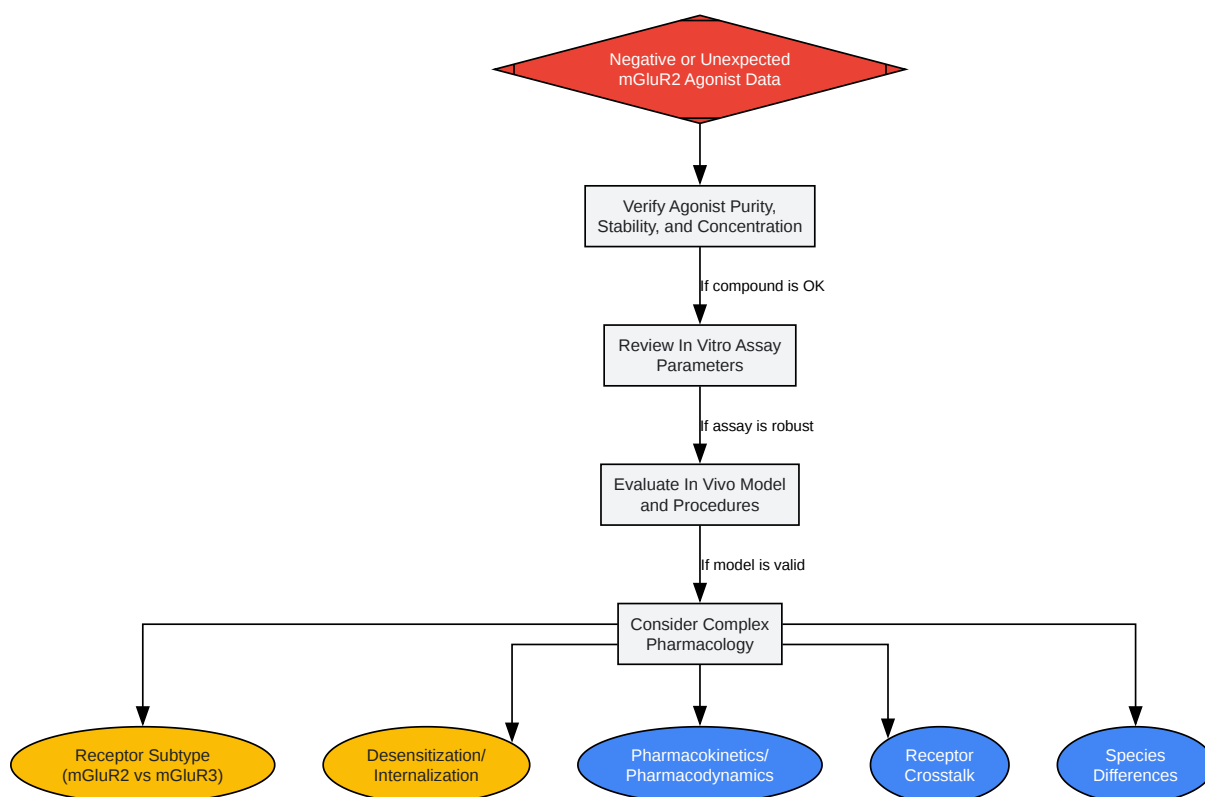 Negative or Unexpected
mGluR2 Agonist Data
Verify Agonist Purity,
Stability, and Concentration
If compound is OK
Review In Vitro Assay
Parameters
If assay is robust
Evaluate In Vivo Model
and Procedures
If model is valid
Consider Complex
Pharmacology
Receptor Subtype
(mGluR2 vs mGluR3)
Desensitization/
Internalization
Pharmacokinetics/
Pharmacodynamics
Receptor
Crosstalk
Species
Differences